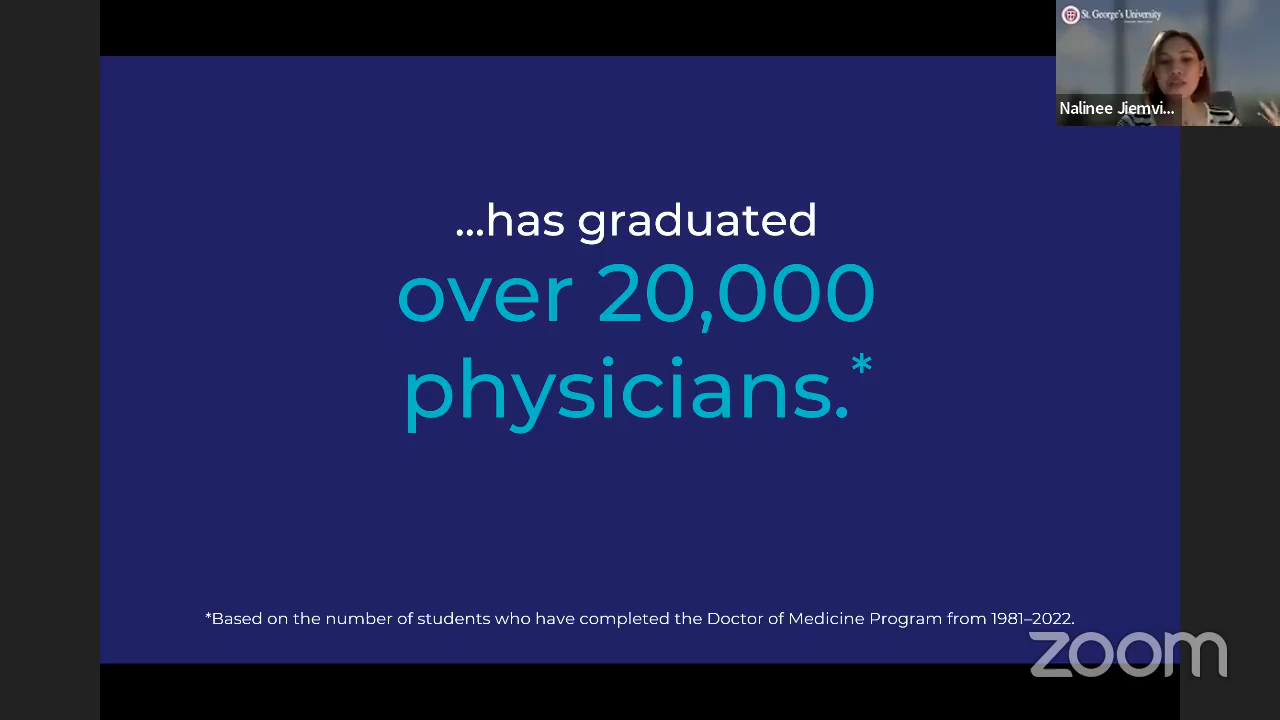 St. George's University
Nalinee Jiemvi...
...has graduated
over 20,000
physicians.*
*Based on the number of students who have completed the Doctor of Medicine Program from 1981–2022.
zoom